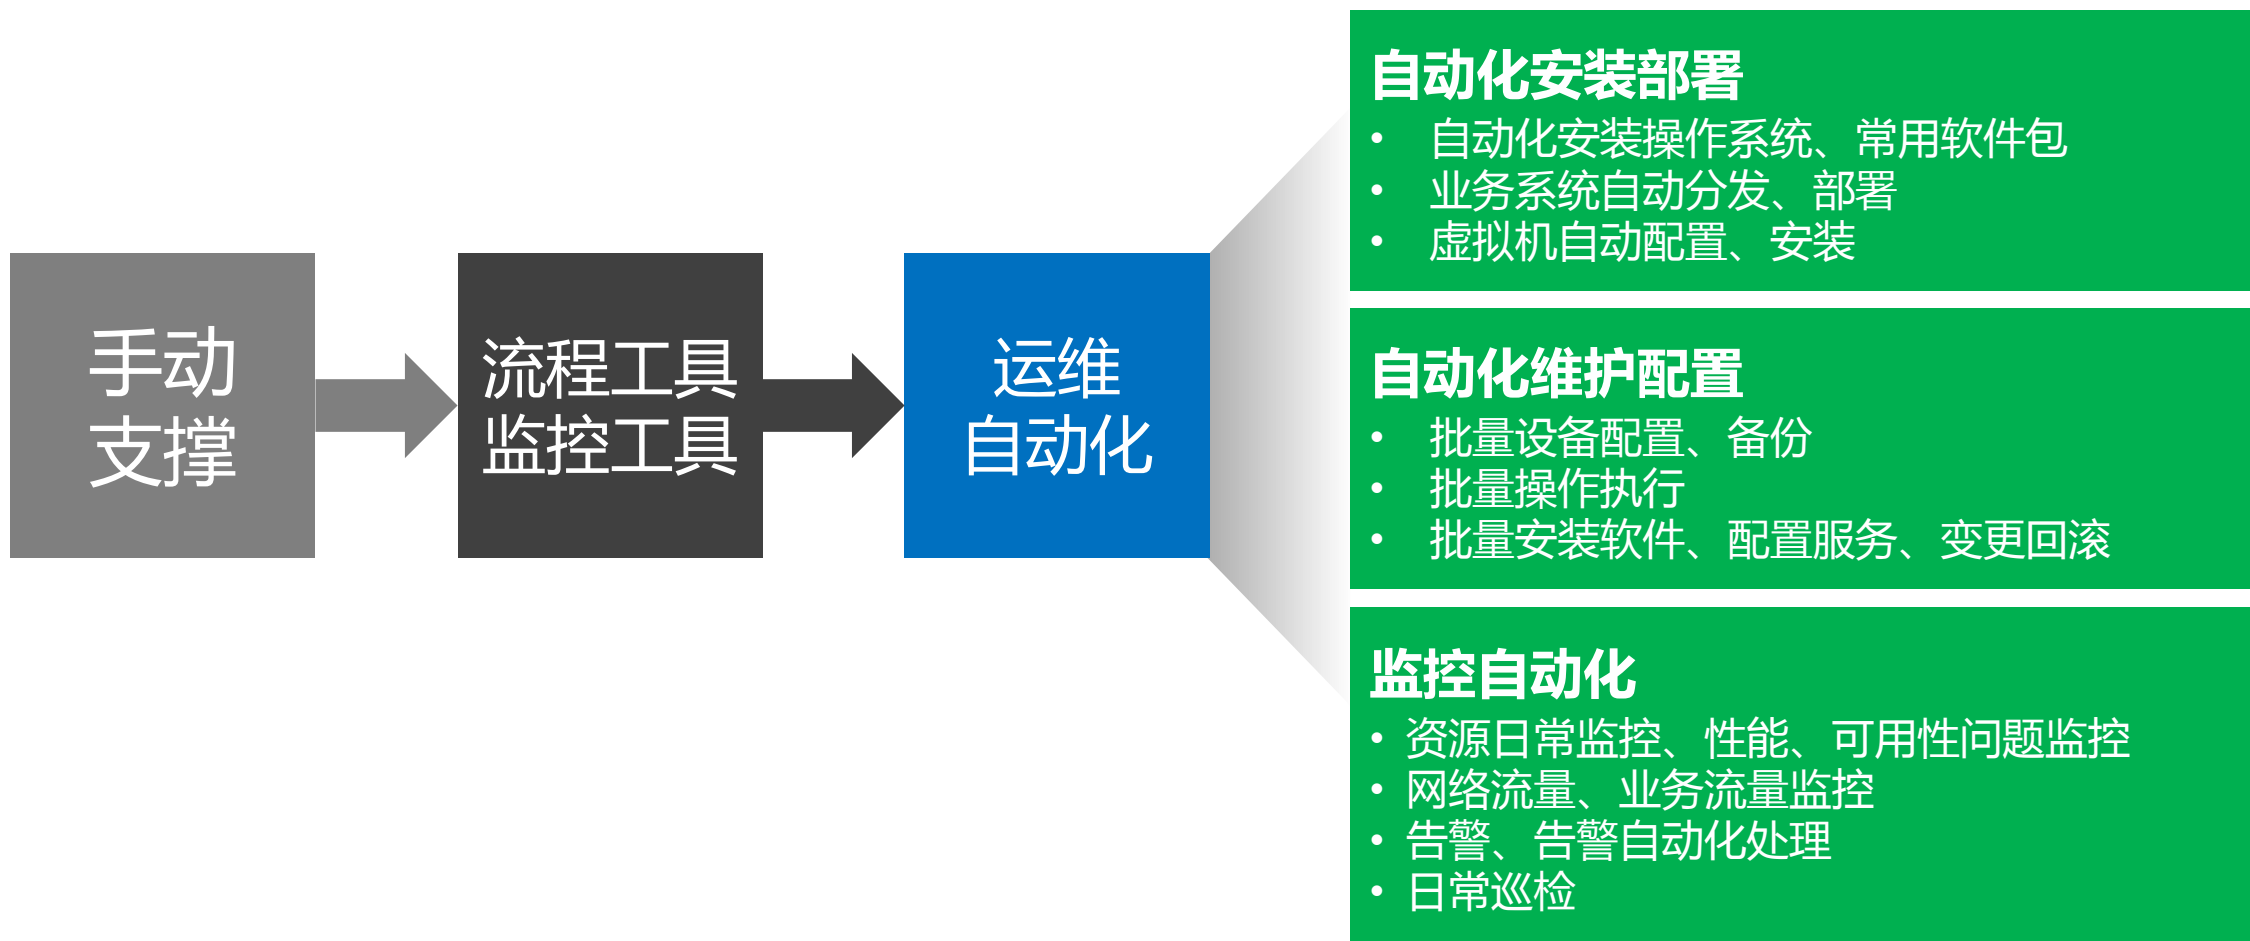 手动
支撑
流程工具
监控工具
运维
自动化
自动化安装部署
• 自动化安装操作系统、常用软件包
• 业务系统自动分发、部署
• 虚拟机自动配置、安装
自动化维护配置
• 批量设备配置、备份
• 批量操作执行
• 批量安装软件、配置服务、变更回滚
监控自动化
• 资源日常监控、性能、可用性问题监控
• 网络流量、业务流量监控
• 告警、告警自动化处理
• 日常巡检